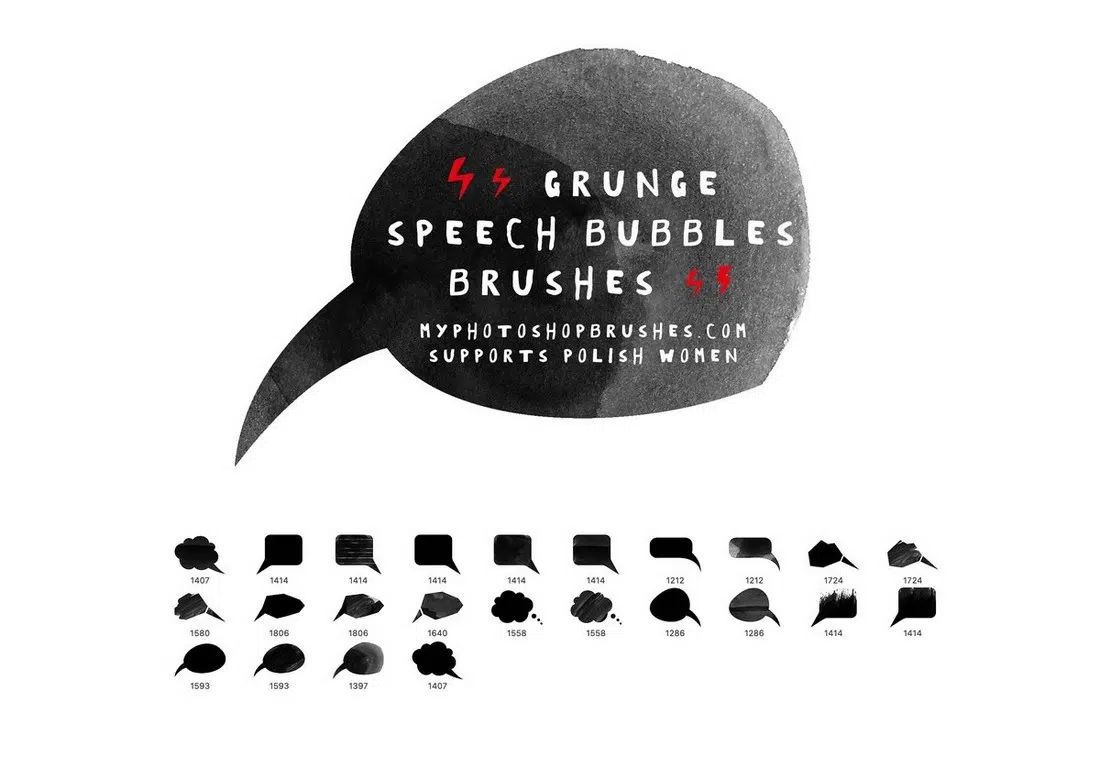 GRUNGE
SPEECH BUBBLES
BRUSHES
MYPHOTOSHOPBRUSHES.COM
SUPPORTS POLISH WOMEN
1407 1414 1414 1414 1414 1414 1212 1212 1724 1724
1580 1806 1806 1640 1558 1558 1286 1286 1414 1414
1593 1593 1397 1407